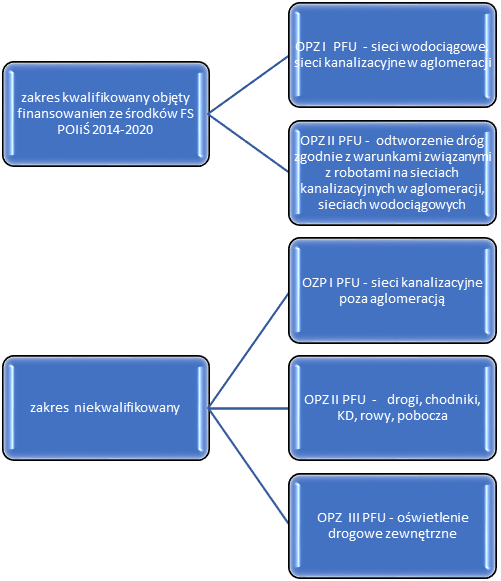 zakres kwalifikowany objęty
finansowanien ze środków FS
POIiŚ 2014-2020
OPZ I  PFU  - sieci wodociągowe,
sieci kanalizacyjne w aglomeracji
OPZ II PFU -  odtworzenie dróg
zgodnie z warunkami związanymi
z robotami na sieciach
kanalizacyjnych w aglomeracji,
sieciach wodociągowych
zakres  niekwalifikowany
OZP I  PFU - sieci kanalizacyjne
poza aglomeracją
OPZ II PFU  -   drogi, chodniki,
KD, rowy, pobocza
OPZ  III PFU - oświetlenie
drogowe zewnętrzne